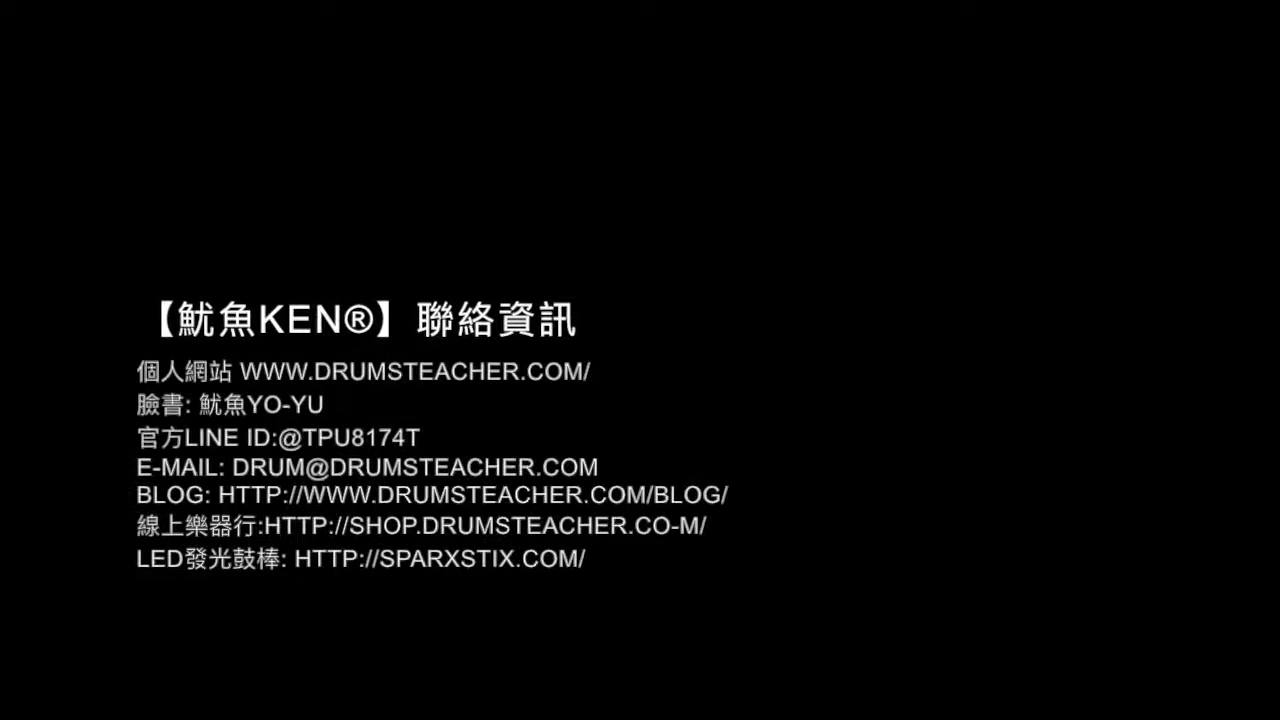 【魷魚KEN®】聯絡資訊
個人網站 WWW.DRUMSTEACHER.COM/
臉書: 魷魚YO-YU
官方LINE ID:@TPU8174T
E-MAIL: DRUM@DRUMSTEACHER.COM
BLOG: HTTP://WWW.DRUMSTEACHER.COM/BLOG/
線上樂器行:HTTP://SHOP.DRUMSTEACHER.CO-M/
LED發光鼓棒: HTTP://SPARXSTIX.COM/